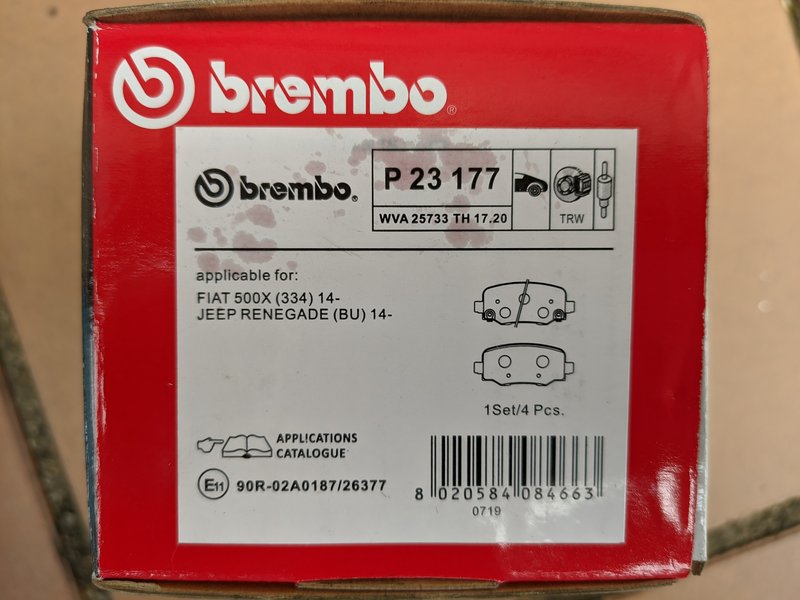 brembo®
brembo®
P 23 177
WVA 25733 TH 17.20
TRW
applicable for:
FIAT 500X (334) 14-
JEEP RENEGADE (BU) 14-
1Set/4 Pcs.
APPLICATIONS
CATALOGUE
E11 90R-02A0187/26377
8 020584 084663
0719